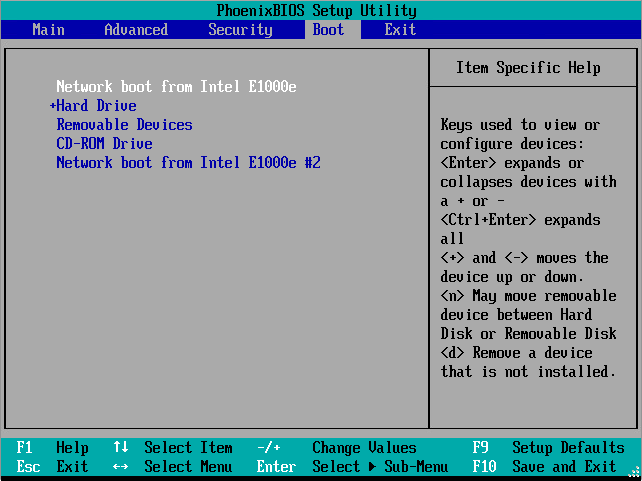 PhoenixBIOS Setup Utility
Main Advanced Security Boot Exit
Network boot from Intel E1000e
+Hard Drive
Removable Devices
CD-ROM Drive
Network boot from Intel E1000e #2
Item Specific Help
Keys used to view or
configure devices:
<Enter> expands or
collapses devices with
a + or -
<Ctrl+Enter> expands
all
<+> and <-> moves the
device up or down.
<n> May move removable
device between Hard
Disk or Removable Disk
<d> Remove a device
that is not installed.
F1 Help ↑↓ Select Item -/+ Change Values F9 Setup Defaults
Esc Exit ↔ Select Menu Enter Select ▶ Sub-Menu F10 Save and Exit